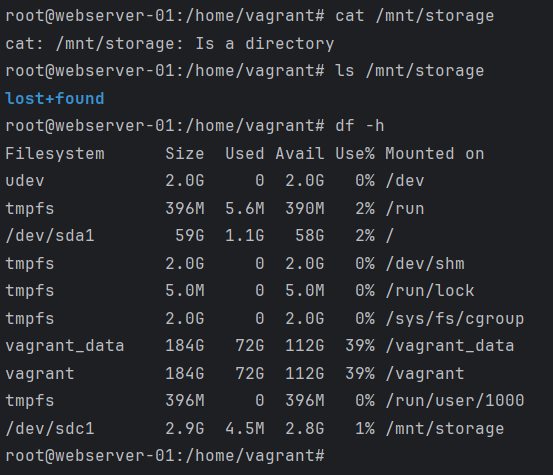 root@webserver-01:/home/vagrant# cat /mnt/storage
cat: /mnt/storage: Is a directory
root@webserver-01:/home/vagrant# ls /mnt/storage
lost+found
root@webserver-01:/home/vagrant# df -h
Filesystem      Size  Used Avail Use% Mounted on
udev            2.0G     0  2.0G   0% /dev
tmpfs           396M  5.6M  390M   2% /run
/dev/sda1        59G  1.1G   58G   2% /
tmpfs           2.0G     0  2.0G   0% /dev/shm
tmpfs           5.0M     0  5.0M   0% /run/lock
tmpfs           2.0G     0  2.0G   0% /sys/fs/cgroup
vagrant_data    184G   72G  112G  39% /vagrant_data
vagrant         184G   72G  112G  39% /vagrant
tmpfs           396M     0  396M   0% /run/user/1000
/dev/sdc1       2.9G  4.5M  2.8G   1% /mnt/storage
root@webserver-01:/home/vagrant#